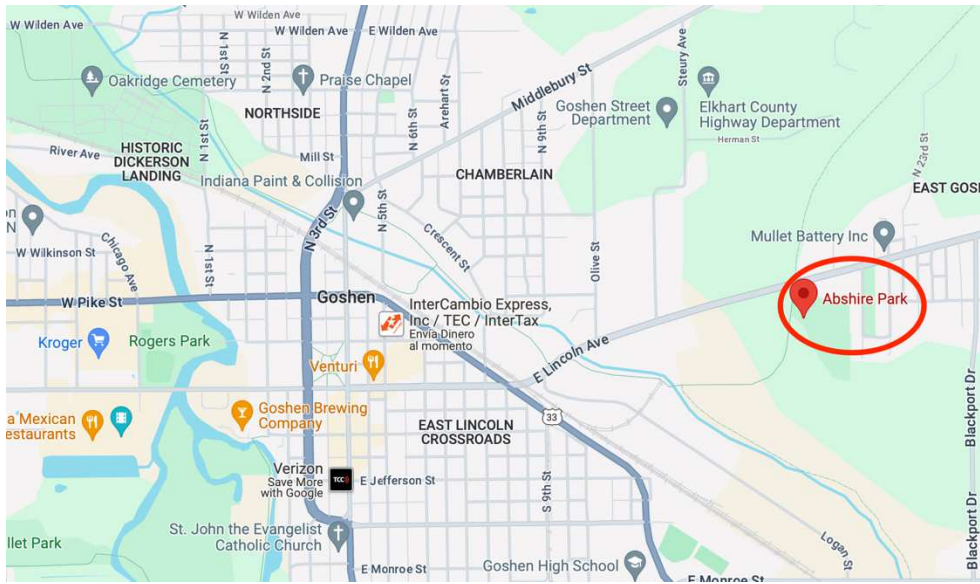 W Wilden Ave
W Wilden Ave
E Wilden Ave
N 1st St
N 2nd St
Steury Ave
Oakridge Cemetery
Praise Chapel
Middlebury St
Arehart St
N 6th St
Goshen Street
Department
Elkhart County
Highway Department
NORTHSIDE
N 1st St
N 9th St
Herman St
N 23rd St
River Ave
HISTORIC
DICKERSON
LANDING
Mill St
CHAMBERLAIN
Indiana Paint & Collision
N 5th St
EAST GOS
N 3rd St
Crescent St
Olive St
Mullet Battery Inc
on
N
W Wilkinson St
Chicago Ave
N 1st St
W Pike St
Goshen
InterCambio Express,
Inc / TEC / InterTax
Envía Dinero
al momento
Abshire Park
Kroger
Rogers Park
Venturi
E Lincoln Ave
Goshen Brewing
Company
33
a Mexican
estaurants
EAST LINCOLN
CROSSROADS
Blackport Dr
Verizon
Save More
with Google
TCC
E Jefferson St
S 9th St
St. John the Evangelist
Catholic Church
Logan St
Blackport Dr
llet Park
E Monroe St
Goshen High School
E Monroe St